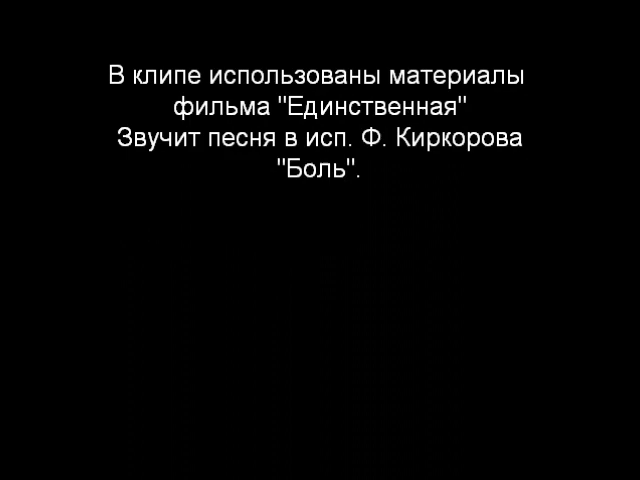 В клипе использованы материалы
фильма "Единственная"
Звучит песня в исп. Ф. Киркорова
"Боль".